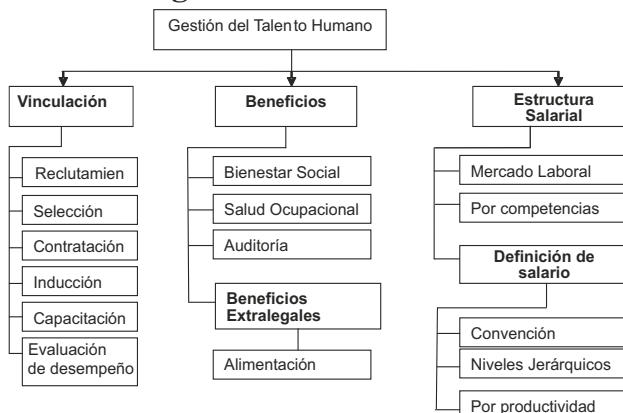 Gestión del Talento Humano
Vinculación
Reclutamien
Selección
Contratación
Inducción
Capacitación
Evaluación
de desempeño
Beneficios
Bienestar Social
Salud Ocupacional
Auditoría
Beneficios
Extralegales
Alimentación
Estructura
Salarial
Mercado Laboral
Por competencias
Definición de
salario
Convención
Niveles Jerárquicos
Por productividad